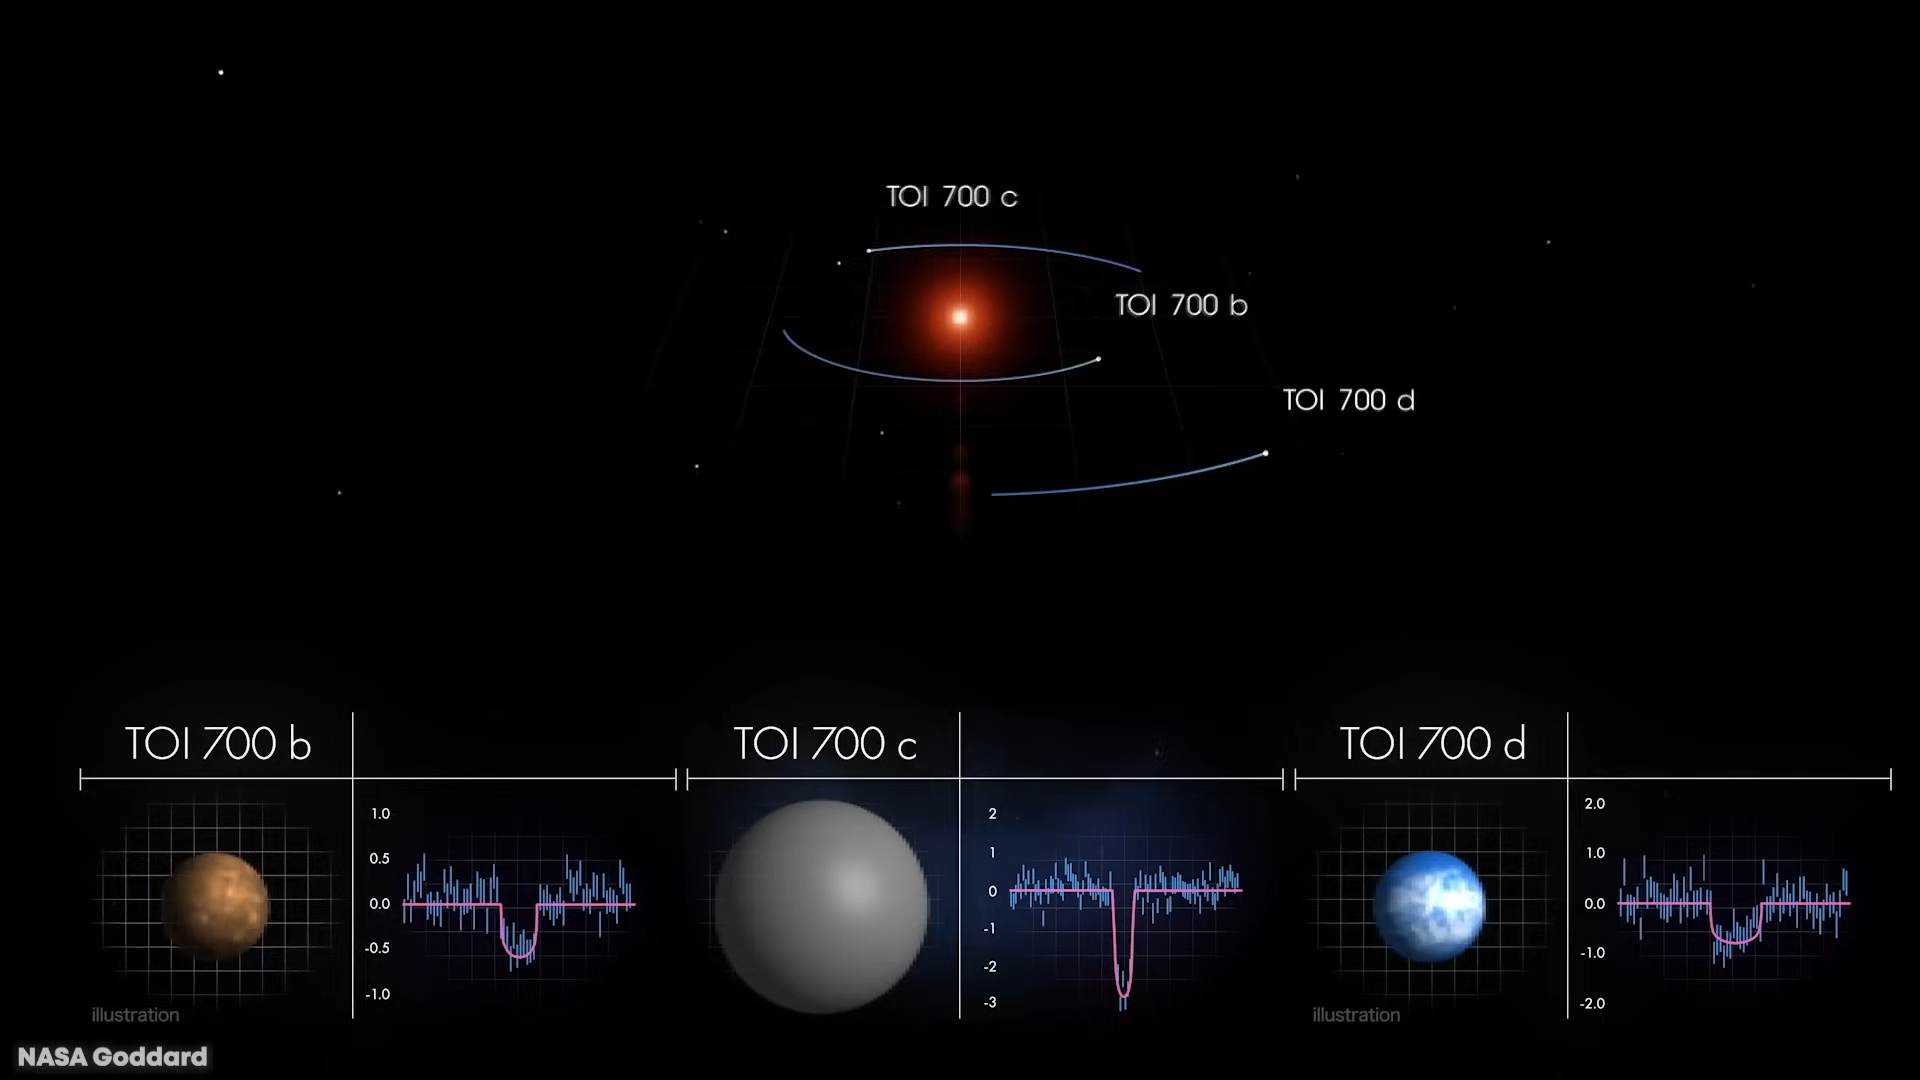 TOI 700 c
TOI 700 b
TOI 700 d
TOI 700 b
TOI 700 c
TOI 700 d
1.0
0.5
0.0
-0.5
-1.0
2
1
0
-1
-2
-3
2.0
1.0
0.0
-1.0
-2.0
illustration
illustration
NASA Goddard